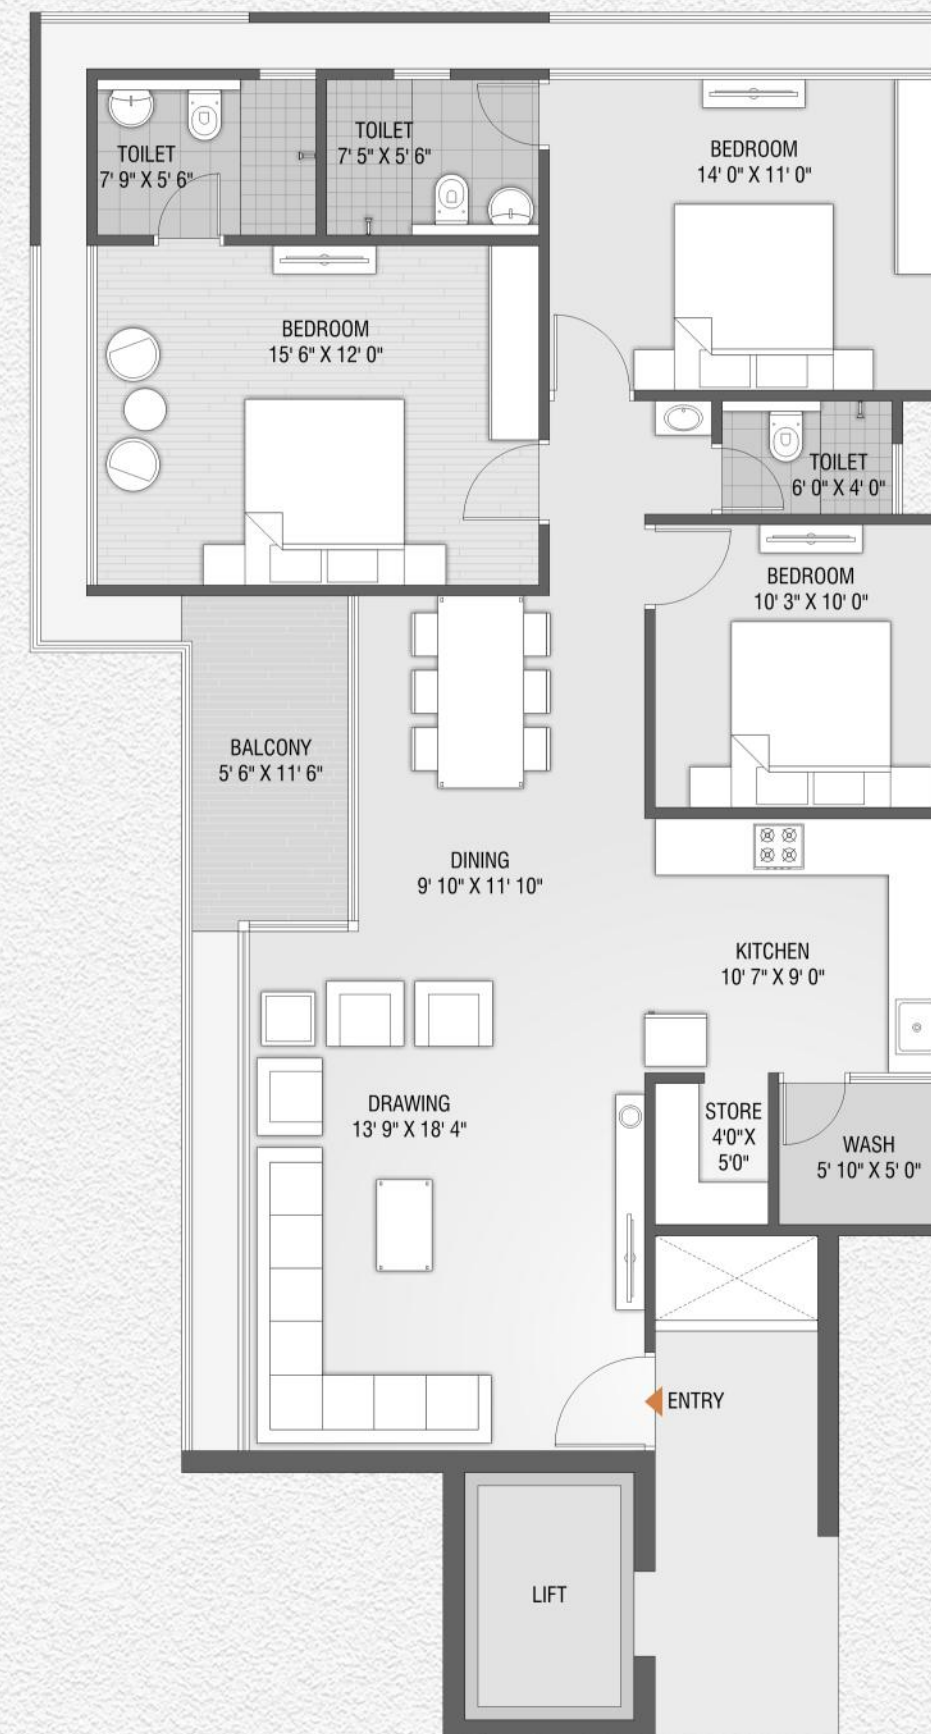 TOILET
7' 9" X 5' 6"
TOILET
7' 5" X 5' 6"
BEDROOM
14' 0" X 11' 0"
BEDROOM
15' 6" X 12' 0"
TOILET
6' 0" X 4' 0"
BEDROOM
10' 3" X 10' 0"
BALCONY
5' 6" X 11' 6"
DINING
9' 10" X 11' 10"
KITCHEN
10' 7" X 9' 0"
DRAWING
13' 9" X 18' 4"
STORE
4'0"X
5'0"
WASH
5' 10" X 5' 0"
ENTRY
LIFT